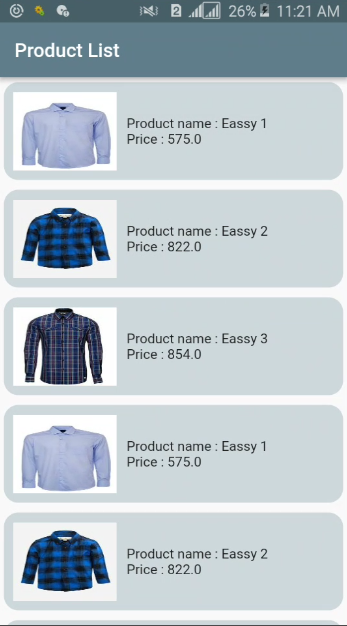 2 26% 11:21 AM
Product List
Product name : Eassy 1
Price : 575.0
Product name : Eassy 2
Price : 822.0
Product name : Eassy 3
Price : 854.0
Product name : Eassy 1
Price : 575.0
Product name : Eassy 2
Price : 822.0